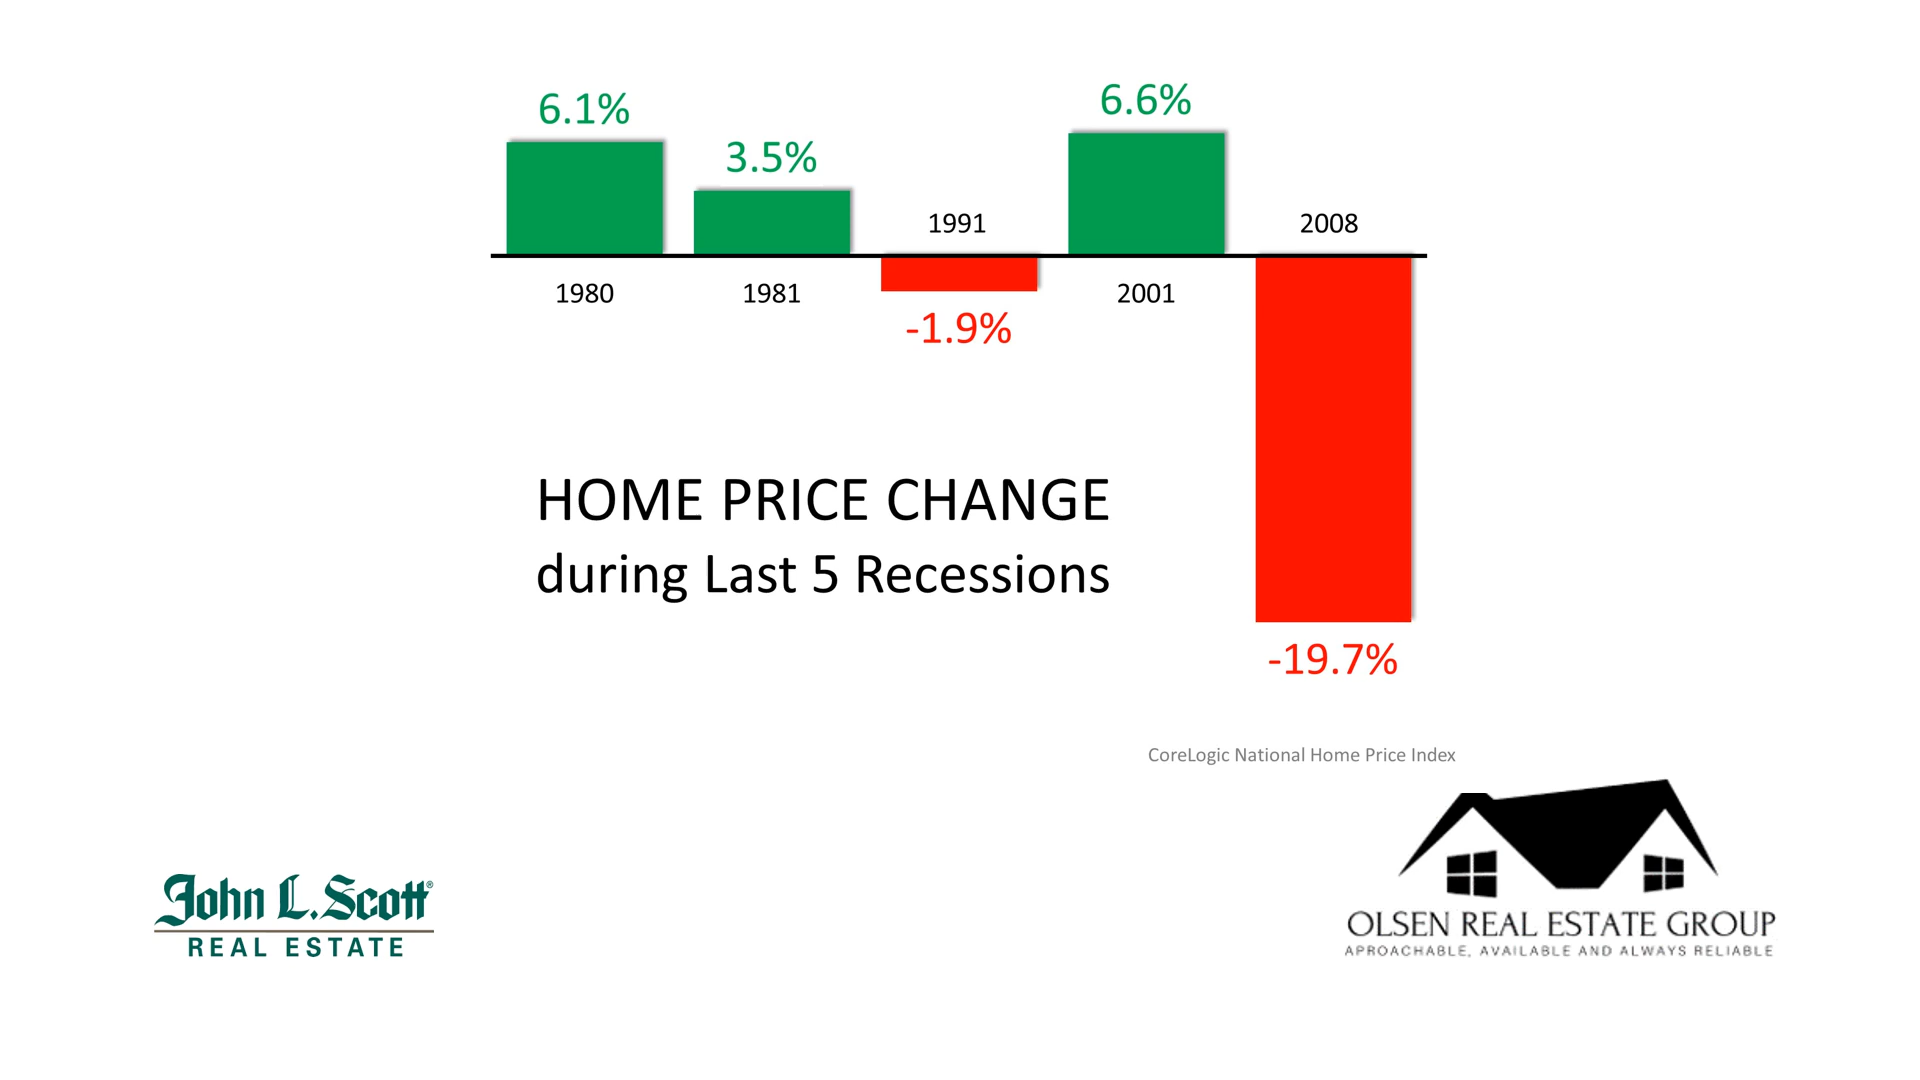 6.1%
3.5%
6.6%
1991
2008
1980
1981
2001
-1.9%
HOME PRICE CHANGE
during Last 5 Recessions
-19.7%
CoreLogic National Home Price Index
John L. Scott®
REAL ESTATE
OLSEN REAL ESTATE GROUP
APROACHABLE, AVAILABLE AND ALWAYS RELIABLE